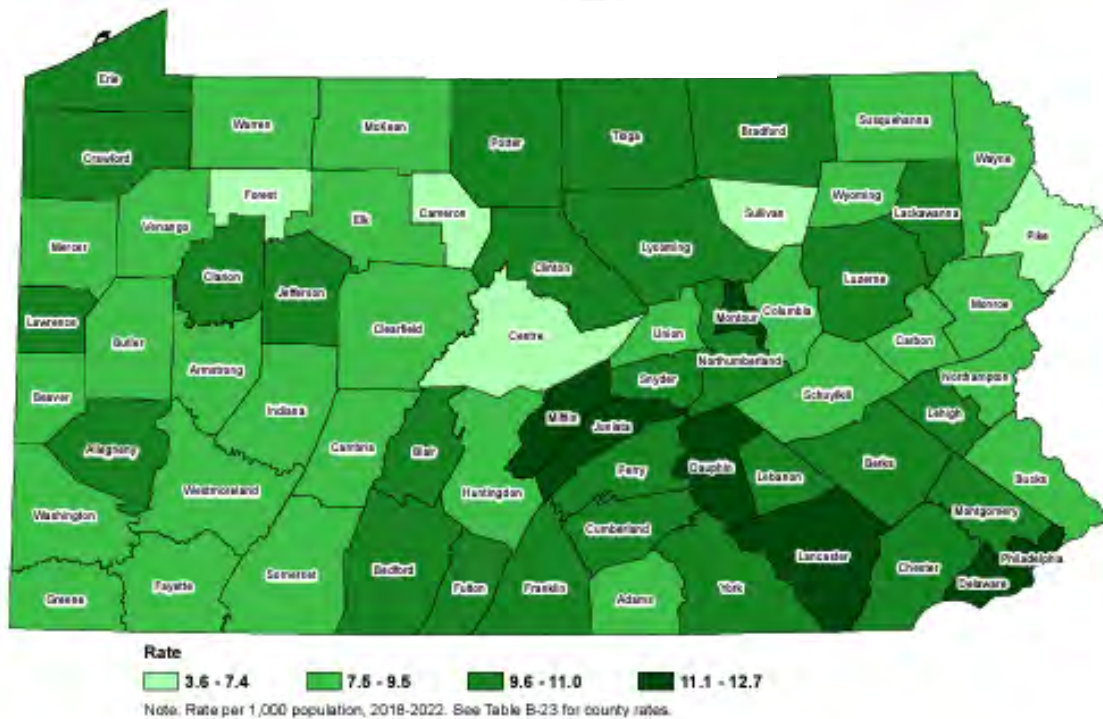 Erie
Warren
McKean
Potter
Tioga
Bradford
Susquehanna
Wayne
Crawford
Forest
Cameron
Sullivan
Wyoming
Lackawanna
Pike
Mercer
Venango
Elk
Lycoming
Clarion
Jefferson
Clinton
Luzerne
Monroe
Lawrence
Butler
Clearfield
Centre
Union
Montour
Columbia
Carbon
Armstrong
Snyder
Northumberland
Northampton
Beaver
Indiana
Schuylkill
Lehigh
Allegheny
Cambria
Blair
Mifflin
Juniata
Perry
Dauphin
Lebanon
Berks
Bucks
Westmoreland
Huntingdon
Washington
Cumberland
Montgomery
Lancaster
Philadelphia
Greene
Fayette
Somerset
Bedford
Fulton
Franklin
Adams
York
Chester
Delaware
Rate
3.6 - 7.4
7.5 - 9.5
9.6 - 11.0
11.1 - 12.7
Note: Rate per 1,000 population, 2018-2022. See Table B-23 for county rates.